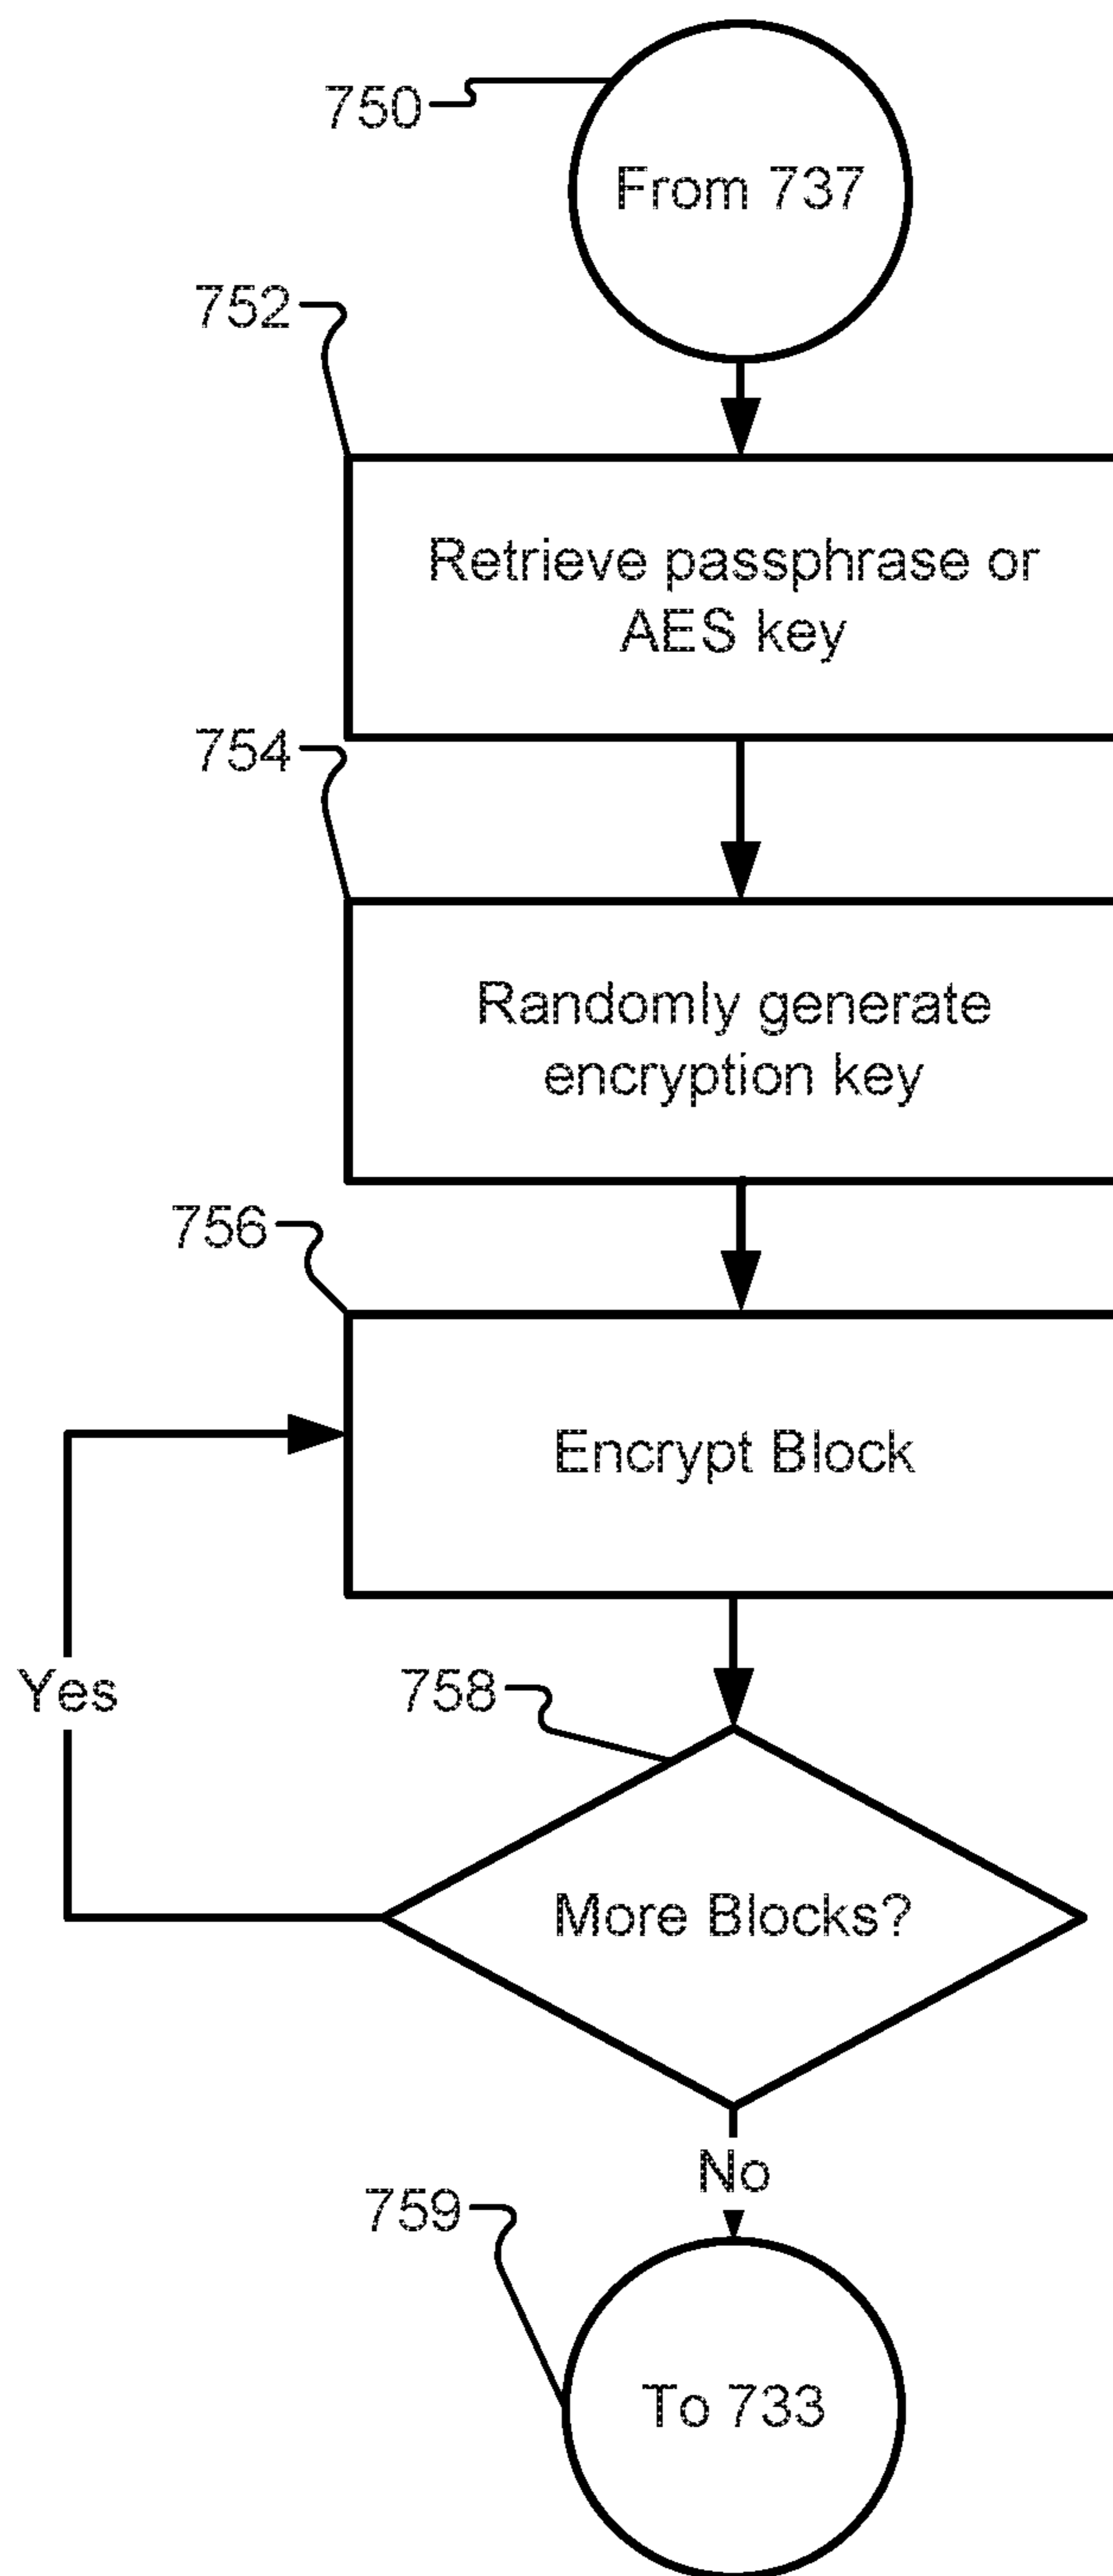 750
From 737
752
Retrieve passphrase or
AES key
754
Randomly generate
encryption key
756
Encrypt Block
Yes
758
More Blocks?
No
759
To 733